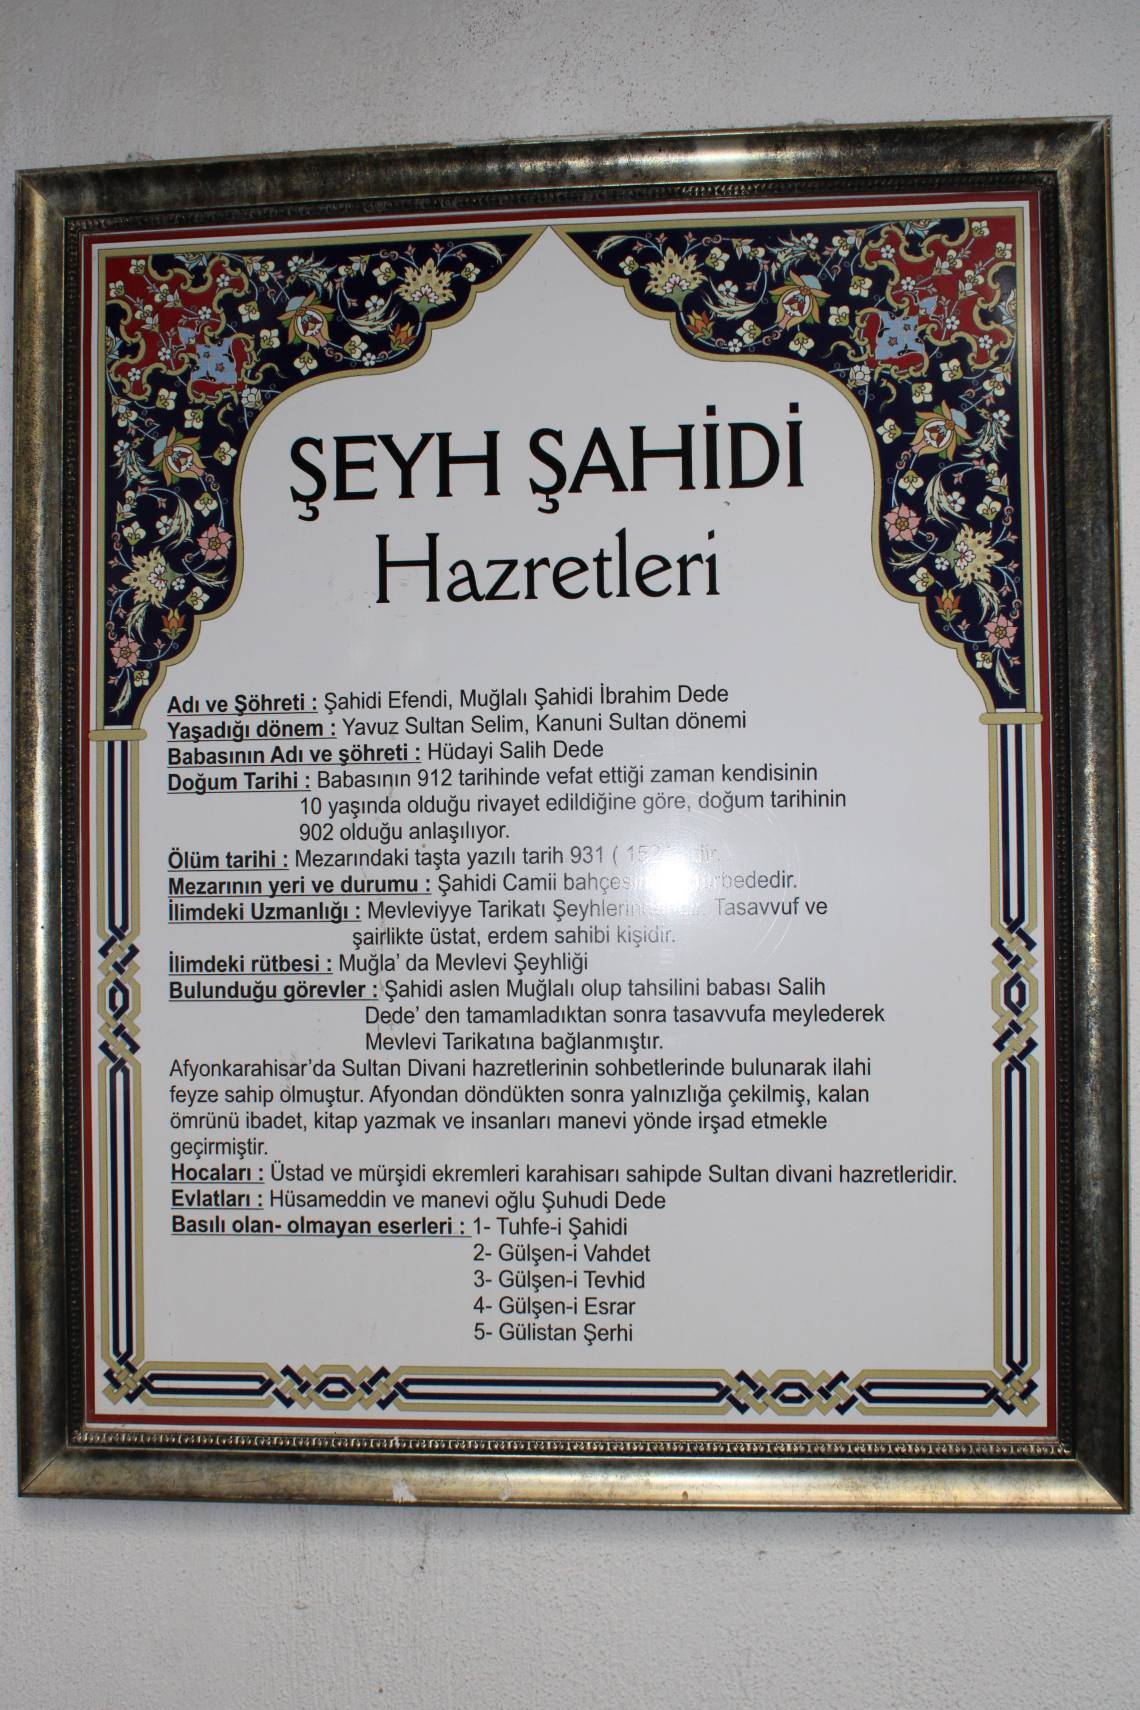 ŞEYH ŞAHİDİ
Hazretleri
Adı ve Şöhreti : Şahidi Efendi, Muğlalı Şahidi İbrahim Dede
Yaşadığı dönem : Yavuz Sultan Selim, Kanuni Sultan dönemi
Babasının Adı ve şöhreti : Hüdayi Salih Dede
Doğum Tarihi : Babasının 912 tarihinde vefat ettiği zaman kendisinin
10 yaşında olduğu rivayet edildiğine göre, doğum tarihinin
902 olduğu anlaşılıyor.
Ölüm tarihi : Mezarındaki taşta yazılı tarih 931 (
Mezarının yeri ve durumu : Şahidi Camii
İlimdeki Uzmanlığı : Mevleviyye Tarikatı Tasavvuf ve
şairlikte üstat, erdem sahibi kişidir.
İlimdeki rütbesi : Muğla' da Mevlevi Şeyhliği
Bulunduğu görevler : Şahidi aslen Muğlalı olup tahsilini babası Salih
Dede' den tamamladıktan sonra tasavvufa meylederek
Mevlevi Tarikatına bağlanmıştır.
Afyonkarahisar'da Sultan Divani hazretlerinin sohbetlerinde bulunarak ilahi
feyze sahip olmuştur. Afyondan döndükten sonra yalnızlığa çekilmiş, kalan
ömrünü ibadet, kitap yazmak ve insanları manevi yönde irşad etmekle
geçirmiştir.
Hocaları : Üstad ve mürşidi ekremleri karahisarı sahipde Sultan divani hazretleridir.
Evlatları : Hüsameddin ve manevi oğlu Şuhudi Dede
Basılı olan- olmayan eserleri : 1- Tuhfe-i Şahidi
2- Gülşen-i Vahdet
3- Gülşen-i Tevhid
4- Gülşen-i Esrar
5- Gülistan Şerhi